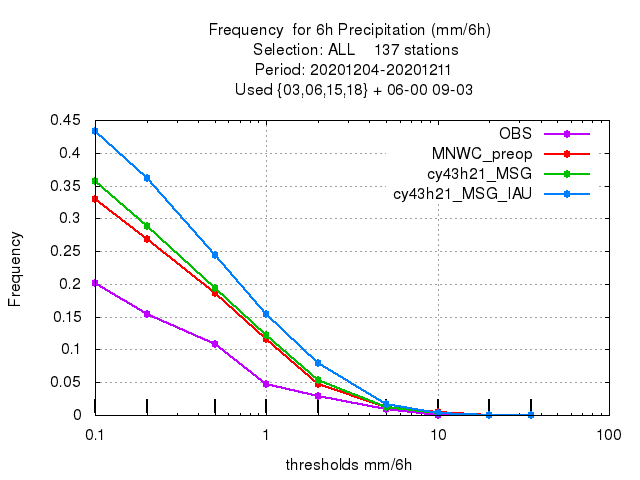 Frequency for 6h Precipitation (mm/6h)
Selection: ALL 137 stations
Period: 20201204-20201211
Used {03,06,15,18} + 06-00 09-03
OBS
MNWC_preop
cy43h21_MSG
cy43h21_MSG_IAU
0.45
0.4
0.35
0.3
0.25
0.2
0.15
0.1
0.05
0
Frequency
0.1 1 10 100
thresholds mm/6h